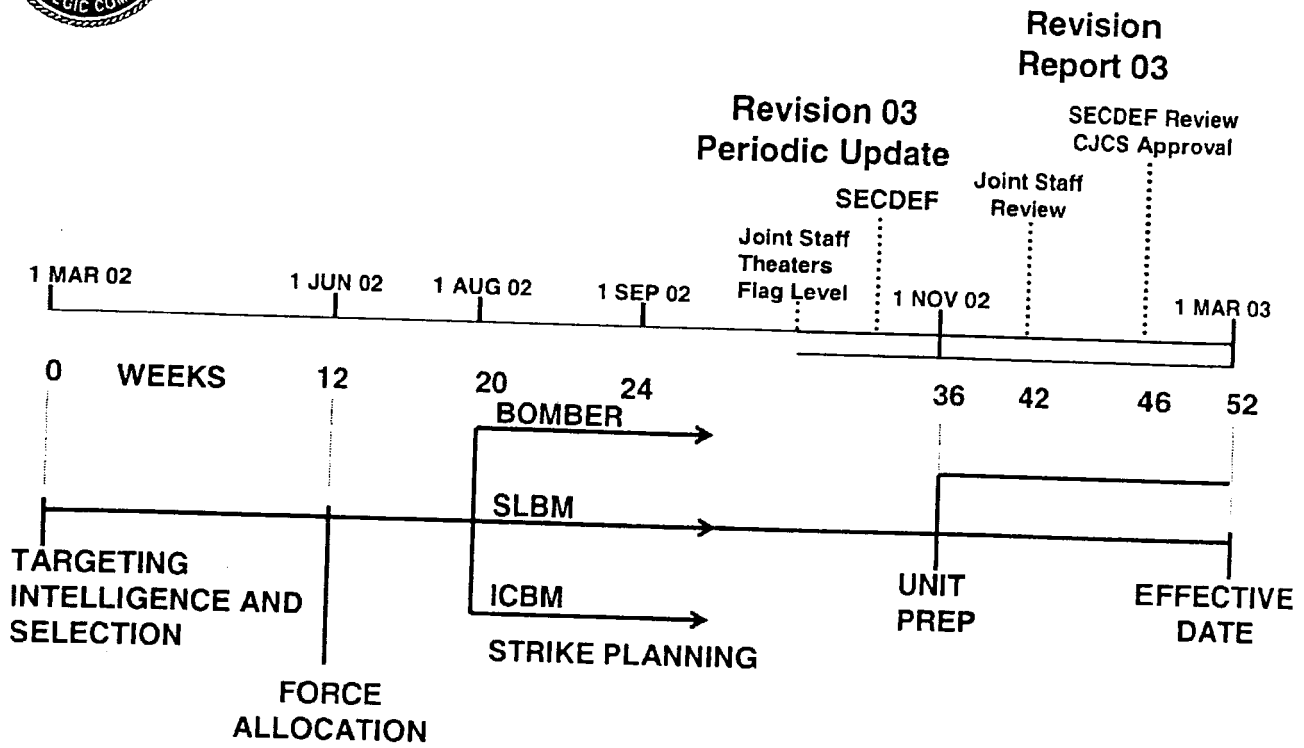 EGIC COM
Revision
Report 03
Revision 03
Periodic Update
SECDEF Review
CJCS Approval
SECDEF
Joint Staff
Review
Joint Staff
Theaters
Flag Level
1 MAR 02
1 JUN 02
1 AUG 02
1 SEP 02
1 NOV 02
1 MAR 03
0 WEEKS 12 20 24 36 42 46 52
BOMBER
SLBM
ICBM
STRIKE PLANNING
TARGETING
INTELLIGENCE AND
SELECTION
FORCE
ALLOCATION
UNIT
PREP
EFFECTIVE
DATE